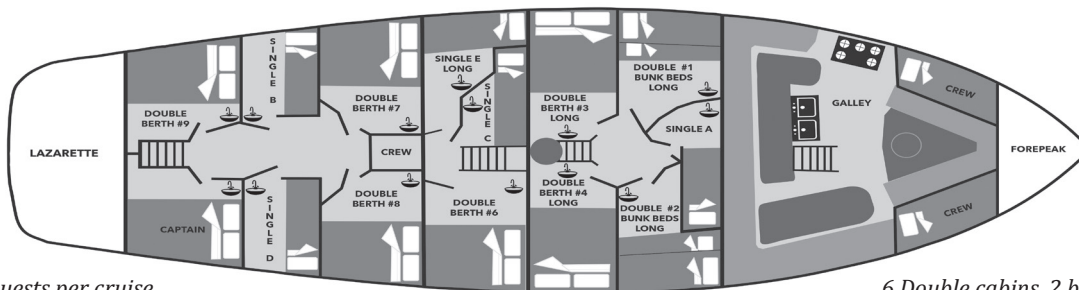 LAZARETTE
DOUBLE
BERTH #9
CAPTAIN
SINGLE B
SINGLE D
DOUBLE
BERTH #7
CREW
DOUBLE
BERTH #8
SINGLE E
LONG
SINGLE C
DOUBLE
BERTH #6
DOUBLE
BERTH #3
LONG
DOUBLE
BERTH #4
LONG
DOUBLE #1
BUNK BEDS
LONG
SINGLE A
DOUBLE #2
BUNK BEDS
LONG
GALLEY
CREW
CREW
FOREPEAK
per cruise
6 Double cabins, 2